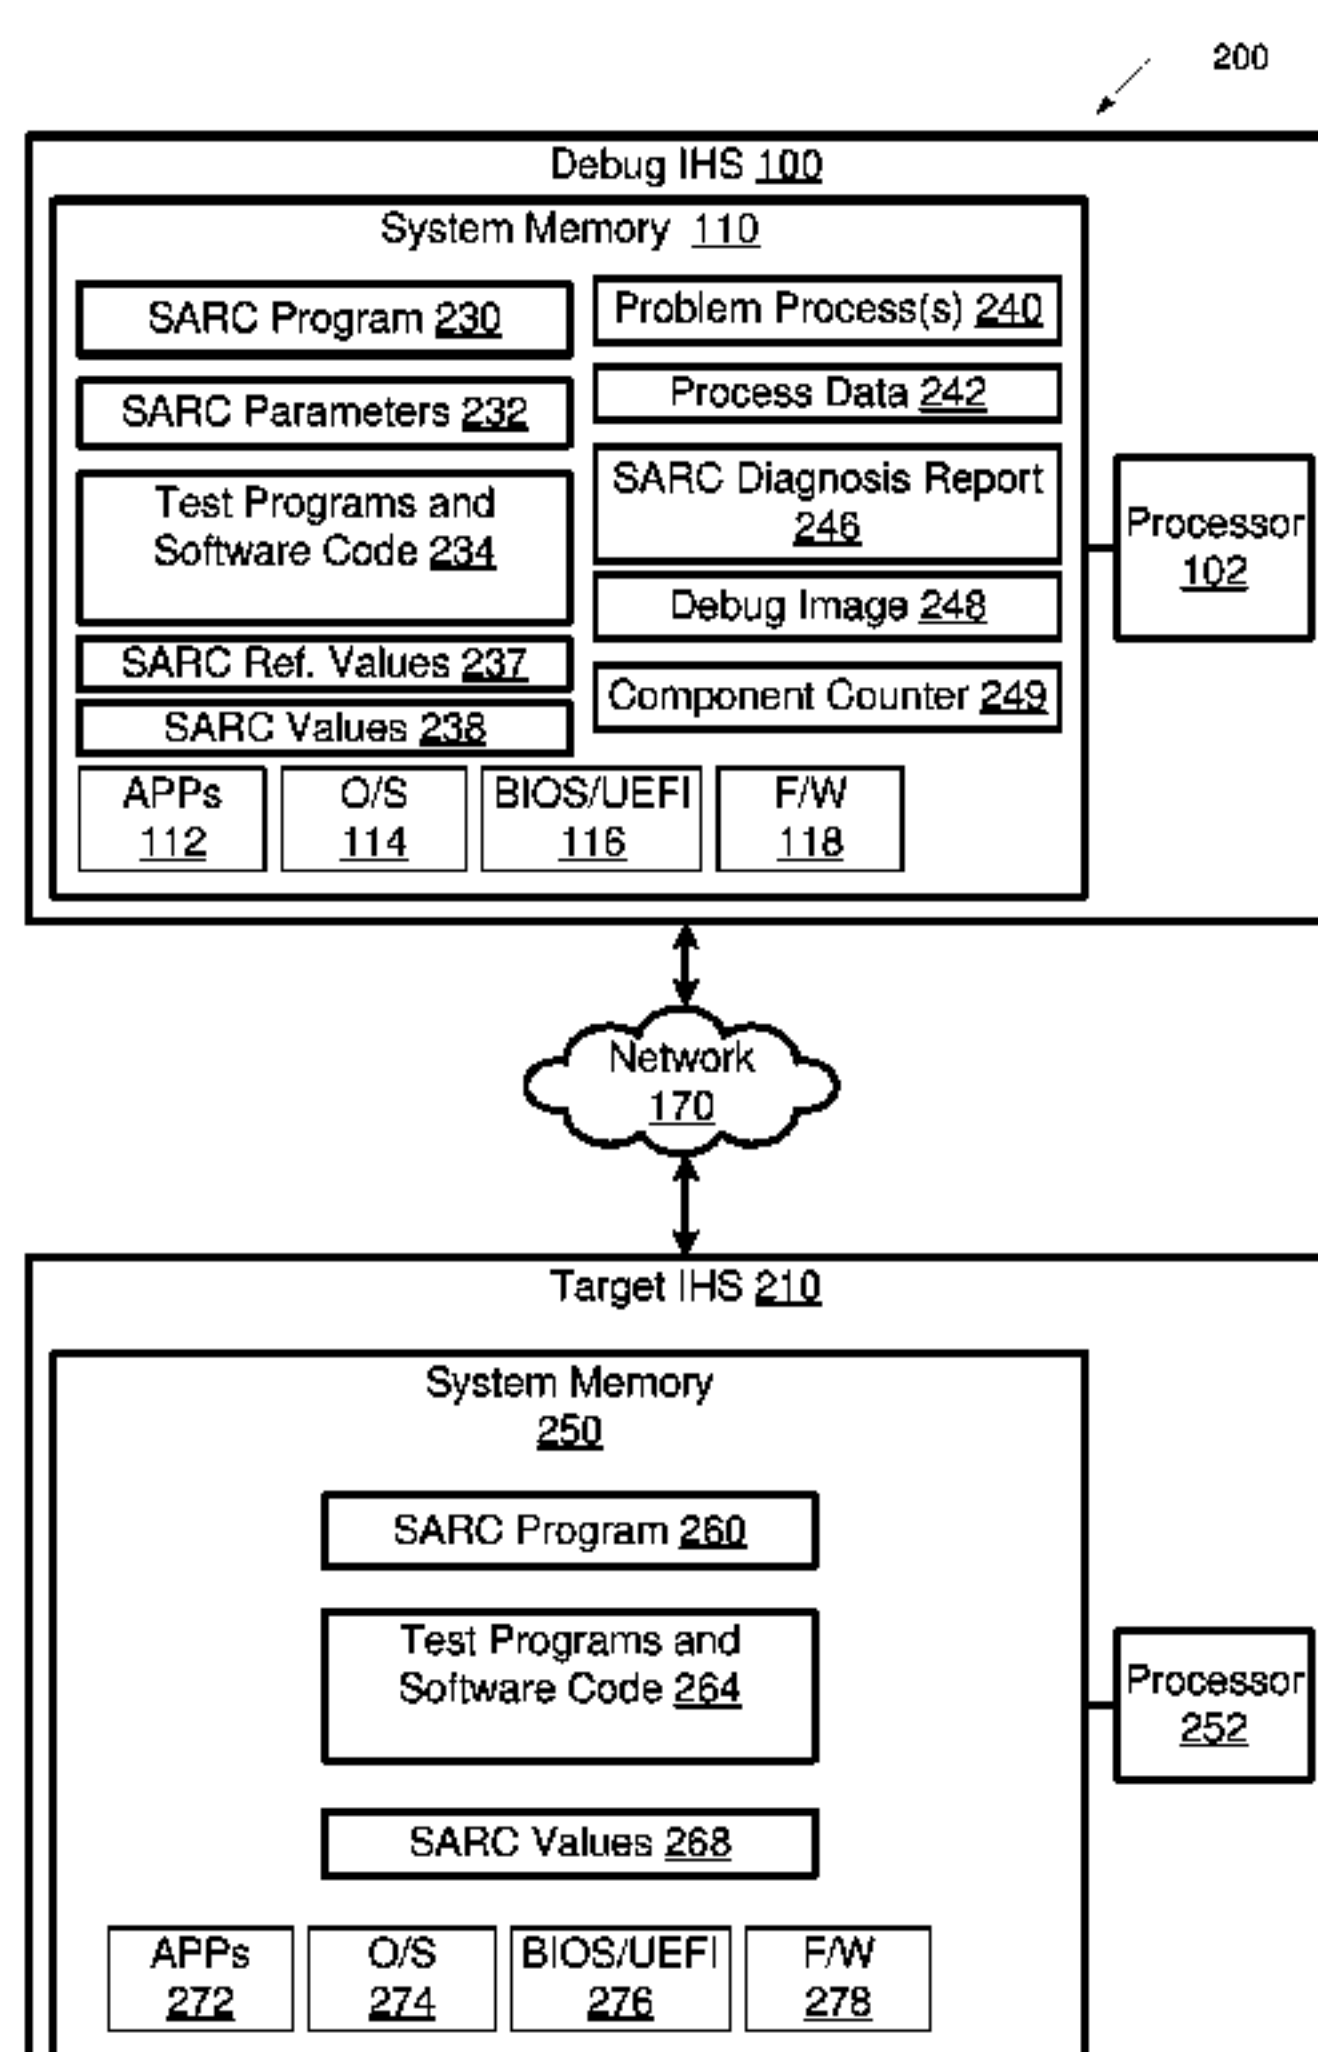 200
Debug IHS 100
System Memory 110
SARC Program 230
SARC Parameters 232
Test Programs and
Software Code 234
SARC Ref. Values 237
SARC Values 238
Problem Process(s) 240
Process Data 242
SARC Diagnosis Report
246
Debug Image 248
Component Counter 249
APPs
112
O/S
114
BIOS/UEFI
116
F/W
118
Processor
102
Network
170
Target IHS 210
System Memory
250
SARC Program 260
Test Programs and
Software Code 264
SARC Values 268
APPs
272
O/S
274
BIOS/UEFI
276
F/W
278
Processor
252